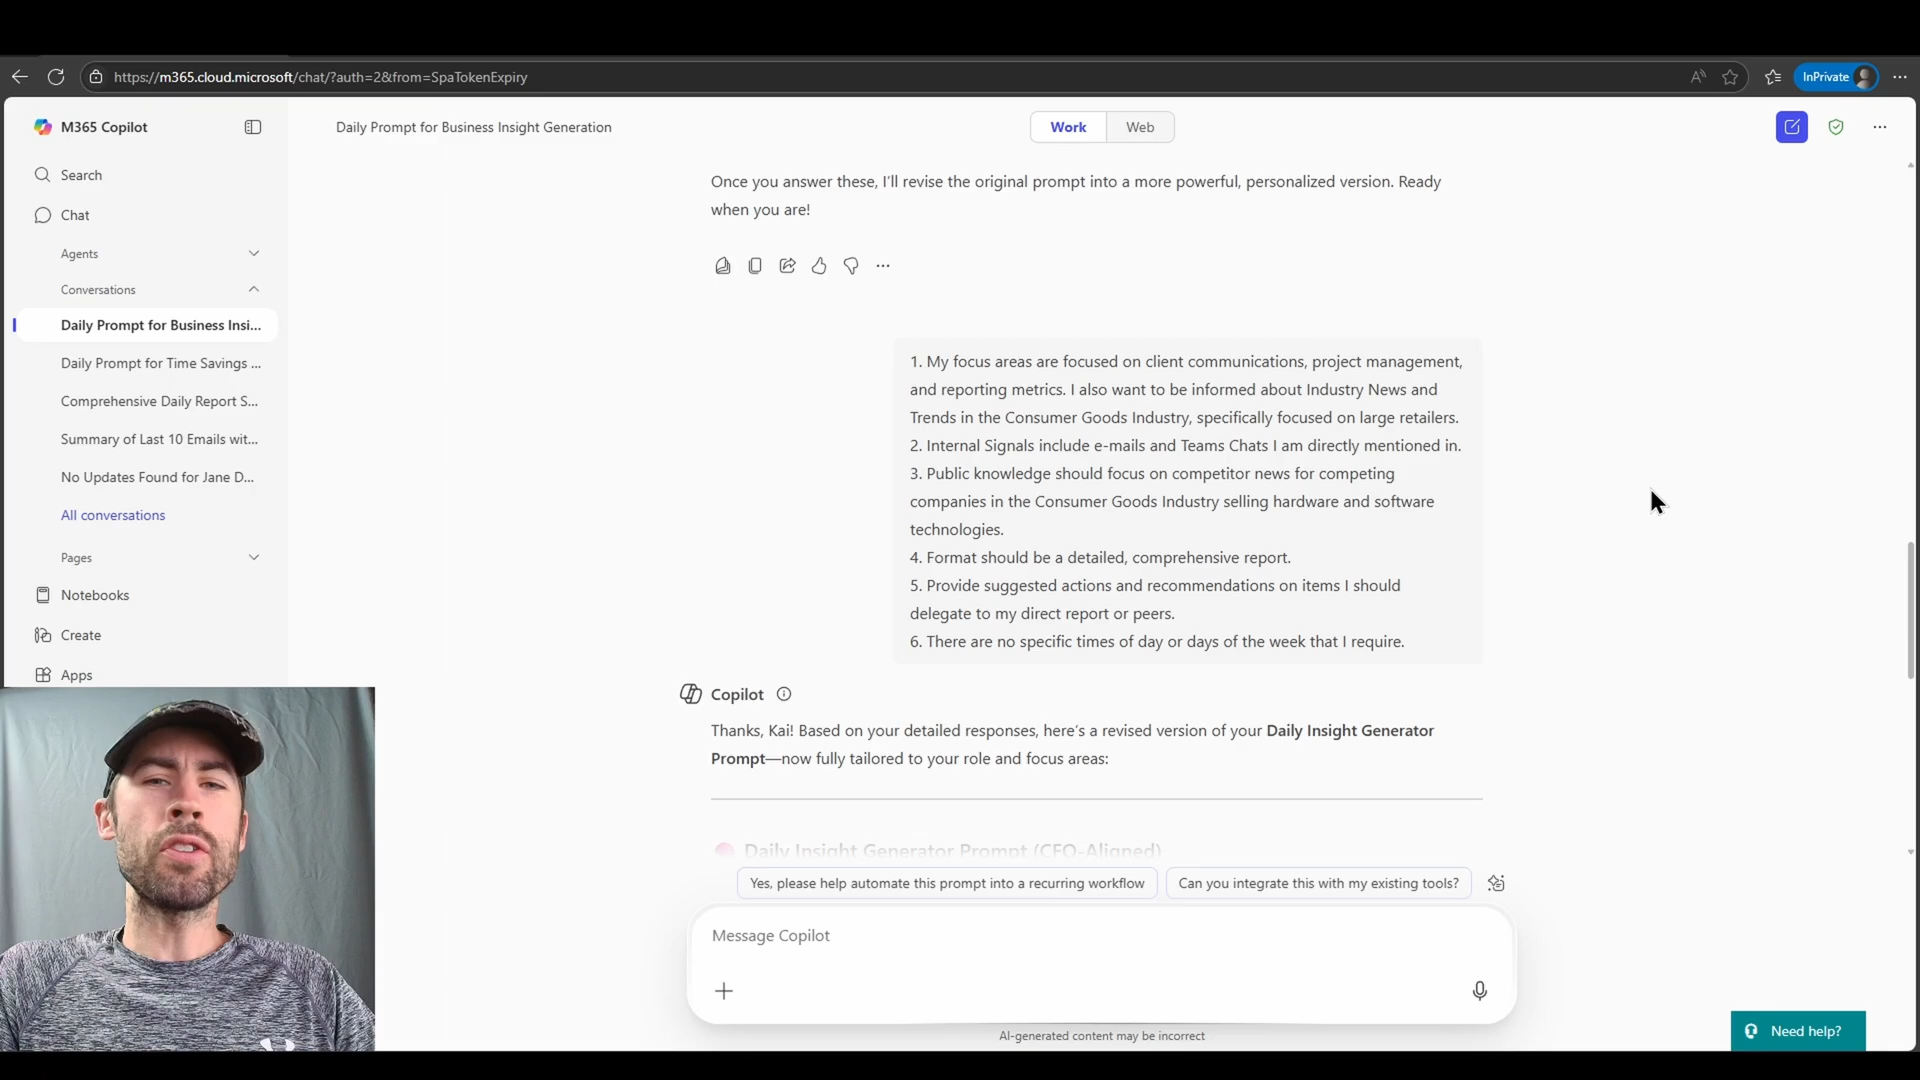 https://m365.cloud.microsoft/chat/?auth=2&from=SpaTokenExpiry
InPrivate
M365 Copilot
Search
Chat
Agents
Conversations
Daily Prompt for Business Insi...
Daily Prompt for Time Savings ...
Comprehensive Daily Report S...
Summary of Last 10 Emails wit...
No Updates Found for Jane D...
All conversations
Pages
Notebooks
Create
Apps
Daily Prompt for Business Insight Generation
Work
Web
Once you answer these, I'll revise the original prompt into a more powerful, personalized version. Ready
when you are!
1. My focus areas are focused on client communications, project management,
and reporting metrics. I also want to be informed about Industry News and
Trends in the Consumer Goods Industry, specifically focused on large retailers.
2. Internal Signals include e-mails and Teams Chats I am directly mentioned in.
3. Public knowledge should focus on competitor news for competing
companies in the Consumer Goods Industry selling hardware and software
technologies.
4. Format should be a detailed, comprehensive report.
5. Provide suggested actions and recommendations on items I should
delegate to my direct report or peers.
6. There are no specific times of day or days of the week that I require.
Copilot
Thanks, Kai! Based on your detailed responses, here's a revised version of your Daily Insight Generator
Prompt—now fully tailored to your role and focus areas:
Daily Insight Generator Prompt (CFO-Aligned)
Yes, please help automate this prompt into a recurring workflow
Can you integrate this with my existing tools?
Message Copilot
AI-generated content may be incorrect
Need help?